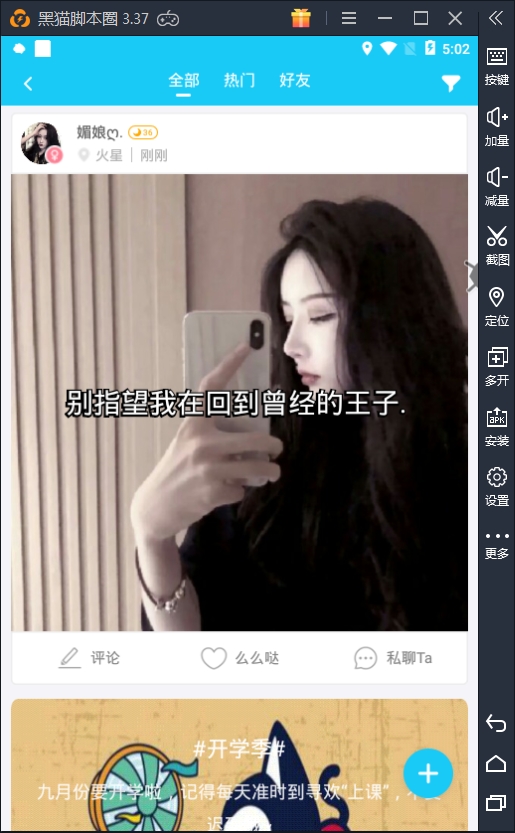 黑猫脚本圈 3.37
5:02
全部 热门 好友
媚娘ღ. 36
火星 刚刚
别指望我在回到曾经的王子.
评论 么么哒 私聊Ta
#开学季#
九月份要开学啦，记得每天准时到寻欢“上课”，不要
按键
加量
减量
截图
定位
多开
APK
安装
设置
更多